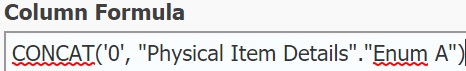 Column Formula
CONCAT('0', "Physical Item Details"."Enum A")